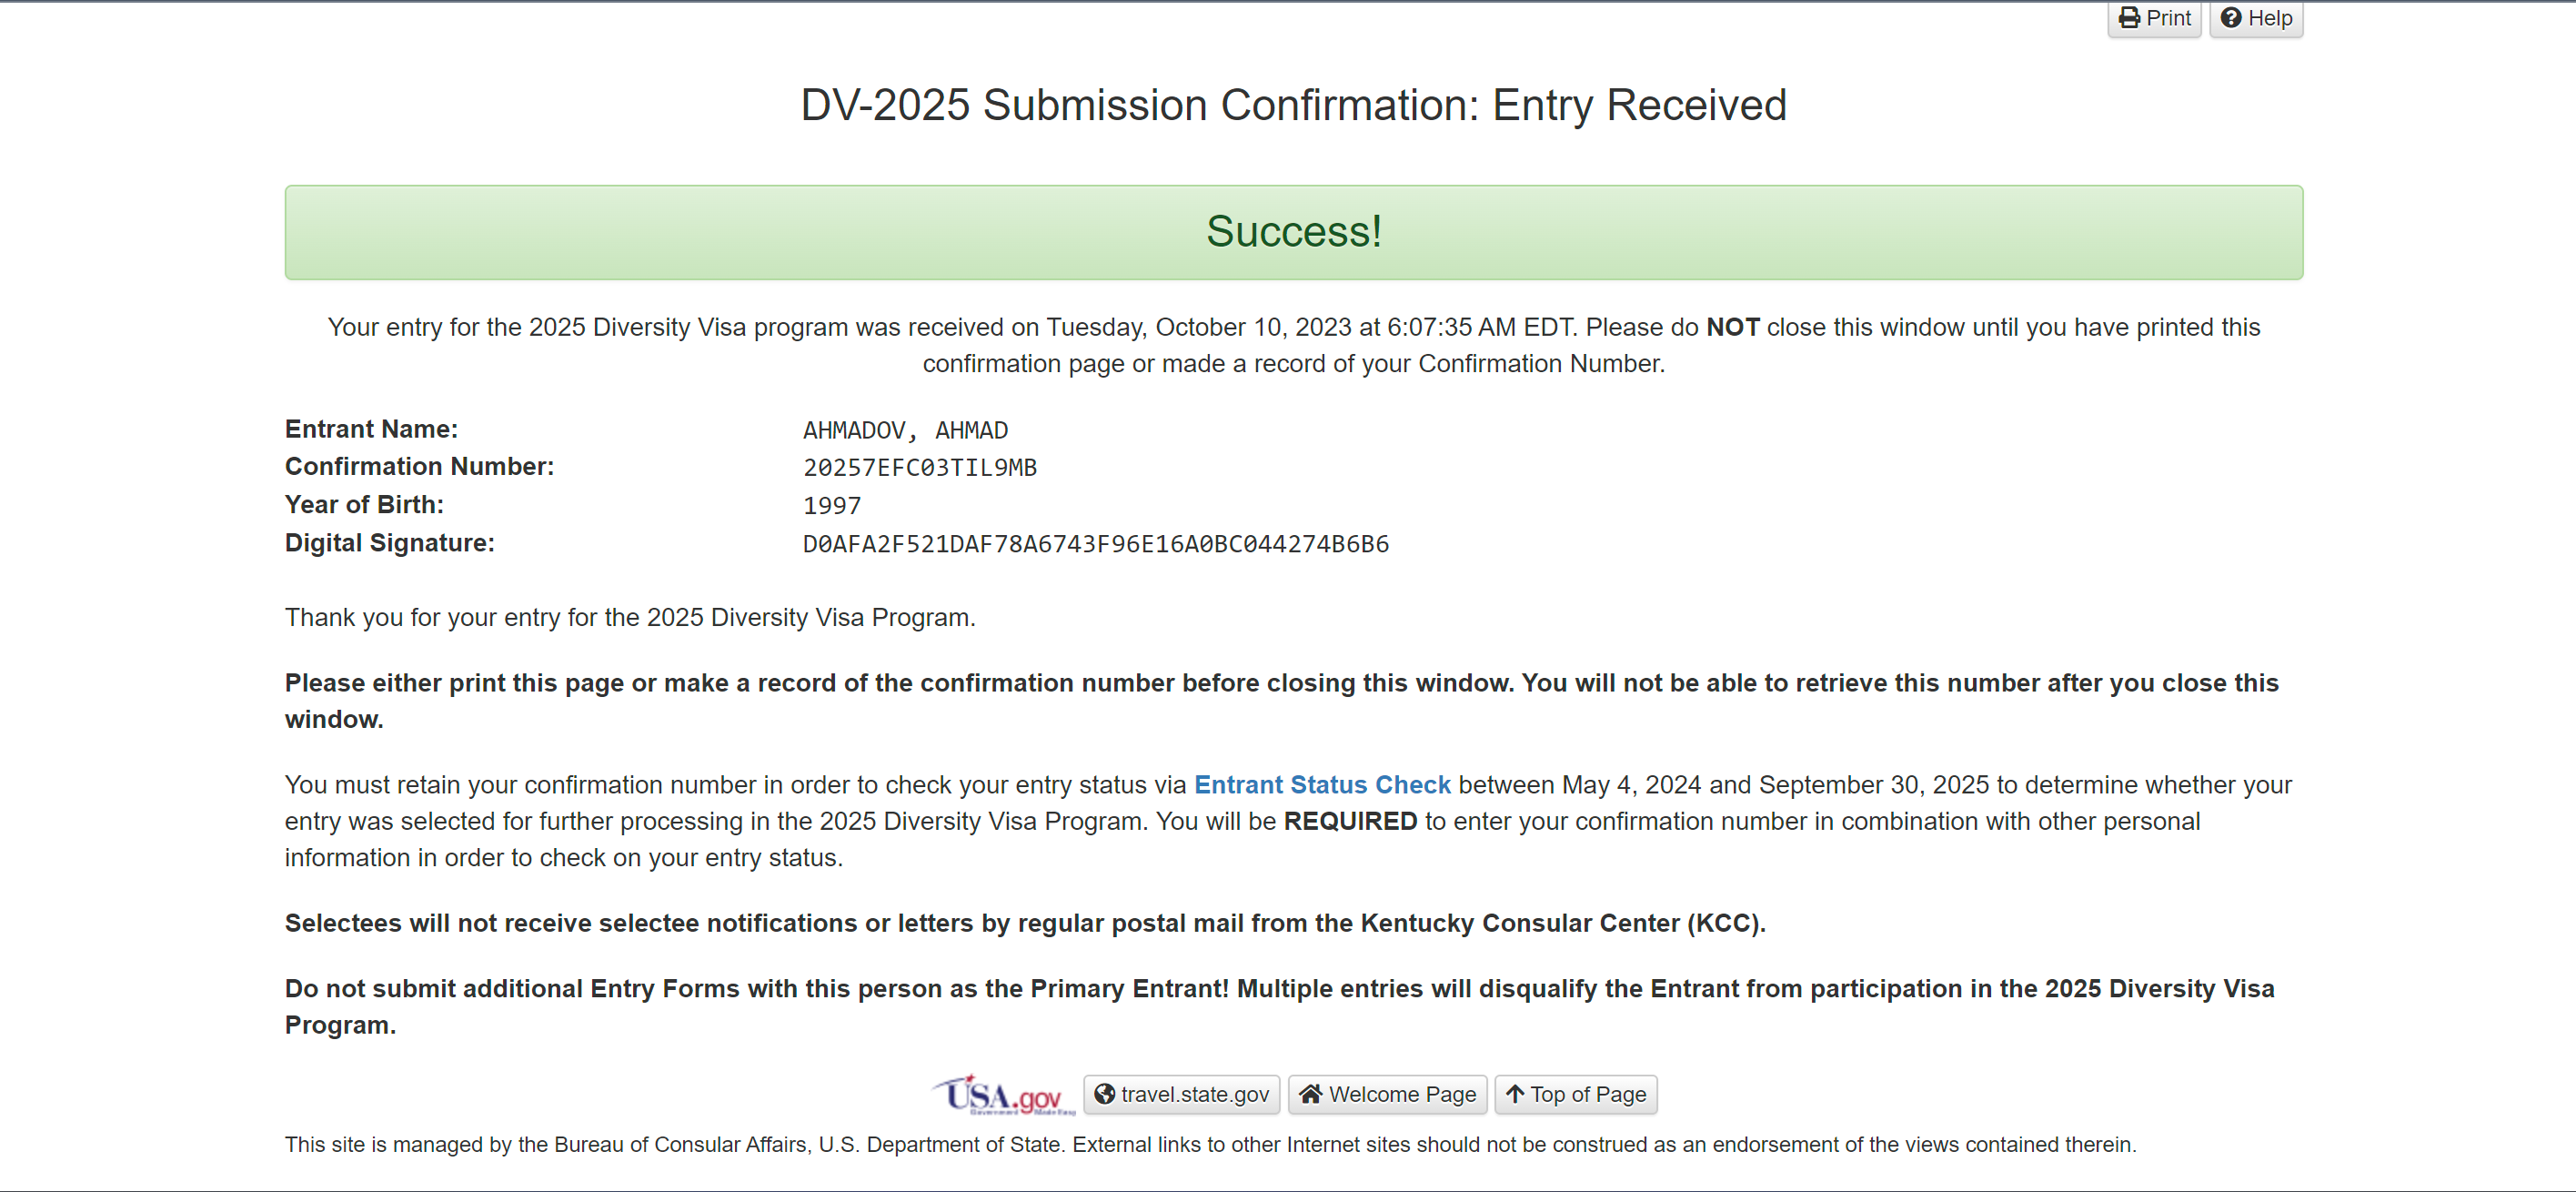 Print Help
DV-2025 Submission Confirmation: Entry Received
Success!
Your entry for the 2025 Diversity Visa program was received on Tuesday, October 10, 2023 at 6:07:35 AM EDT. Please do NOT close this window until you have printed this
confirmation page or made a record of your Confirmation Number.
Entrant Name: AHMADOV, AHMAD
Confirmation Number: 20257EFC03TIL9MB
Year of Birth: 1997
Digital Signature: D0AFA2F521DAF78A6743F96E16A0BC044274B6B6
Thank you for your entry for the 2025 Diversity Visa Program.
Please either print this page or make a record of the confirmation number before closing this window. You will not be able to retrieve this number after you close this
window.
You must retain your confirmation number in order to check your entry status via Entrant Status Check between May 4, 2024 and September 30, 2025 to determine whether your
entry was selected for further processing in the 2025 Diversity Visa Program. You will be REQUIRED to enter your confirmation number in combination with other personal
information in order to check on your entry status.
Selectees will not receive selectee notifications or letters by regular postal mail from the Kentucky Consular Center (KCC).
Do not submit additional Entry Forms with this person as the Primary Entrant! Multiple entries will disqualify the Entrant from participation in the 2025 Diversity Visa
Program.
USA.gov travel.state.gov Welcome Page Top of Page
Government Made Easy
This site is managed by the Bureau of Consular Affairs, U.S. Department of State. External links to other Internet sites should not be construed as an endorsement of the views contained therein.